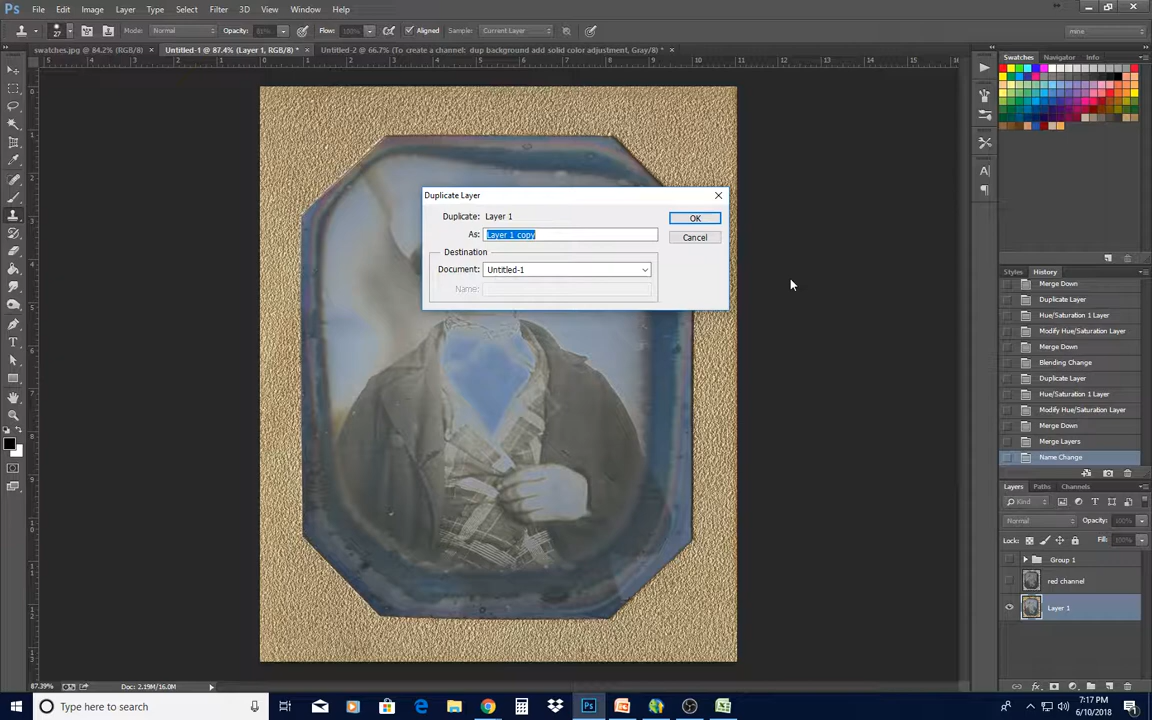 Ps File Edit Image Layer Type Select Filter 3D View Window Help
27 Mode: Normal Opacity: Flow: Aligned Sample: Current Layer mine
swatches.jpg @ 84.2% (RGB/8) × Untitled-1 @ 87.4% (Layer 1, RGB/8) * × Untitled-2 @ 66.7% (To create a channel: dup background add solid color adjustment, Gray/8) * ×
Swatches Navigator Info
Duplicate Layer
Duplicate: Layer 1
As: Layer 1 copy
OK
Cancel
Destination
Document: Untitled-1
Name:
Styles History
Merge Down
Duplicate Layer
Hue/Saturation 1 Layer
Modify Hue/Saturation Layer
Merge Down
Blending Change
Duplicate Layer
Hue/Saturation 1 Layer
Modify Hue/Saturation Layer
Merge Down
Merge Layers
Name Change
Layers Paths Channels
Kind
Normal Opacity: 100%
Lock: Fill: 100%
Group 1
red channel
Layer 1
87.39% Doc: 2.19M/16.0M
Type here to search
7:17 PM
6/10/2018